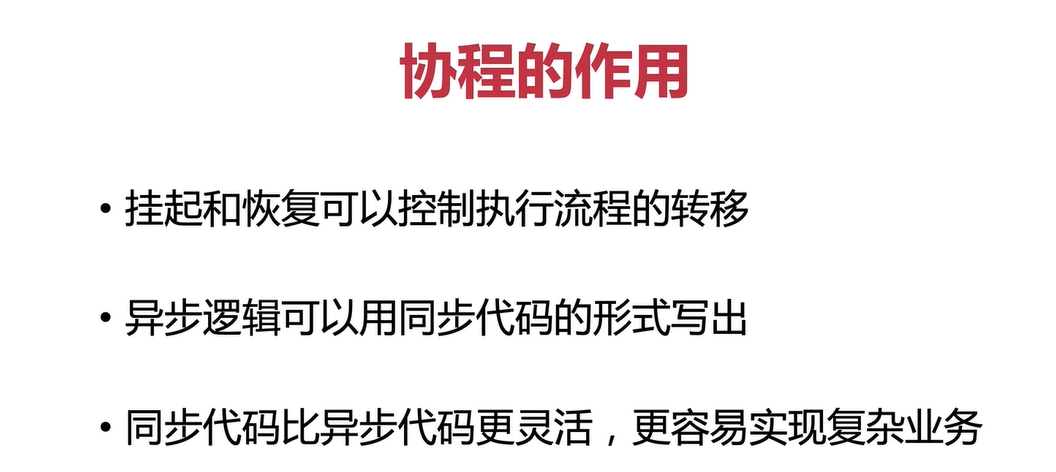 协程的作用
• 挂起和恢复可以控制执行流程的转移
• 异步逻辑可以用同步代码的形式写出
• 同步代码比异步代码更灵活，更容易实现复杂业务